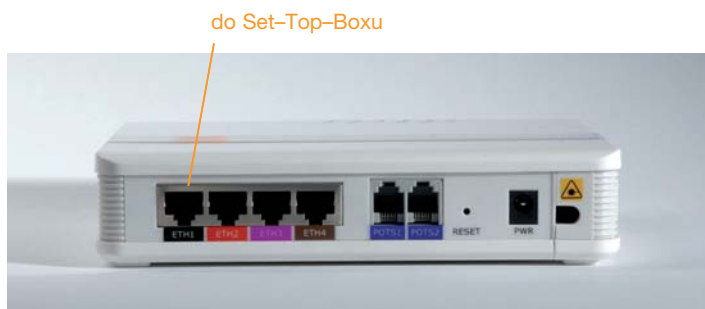 do Set–Top–Boxu
ETH1 ETH2 ETH3 ETH4 POTS1 POTS2 RESET PWR